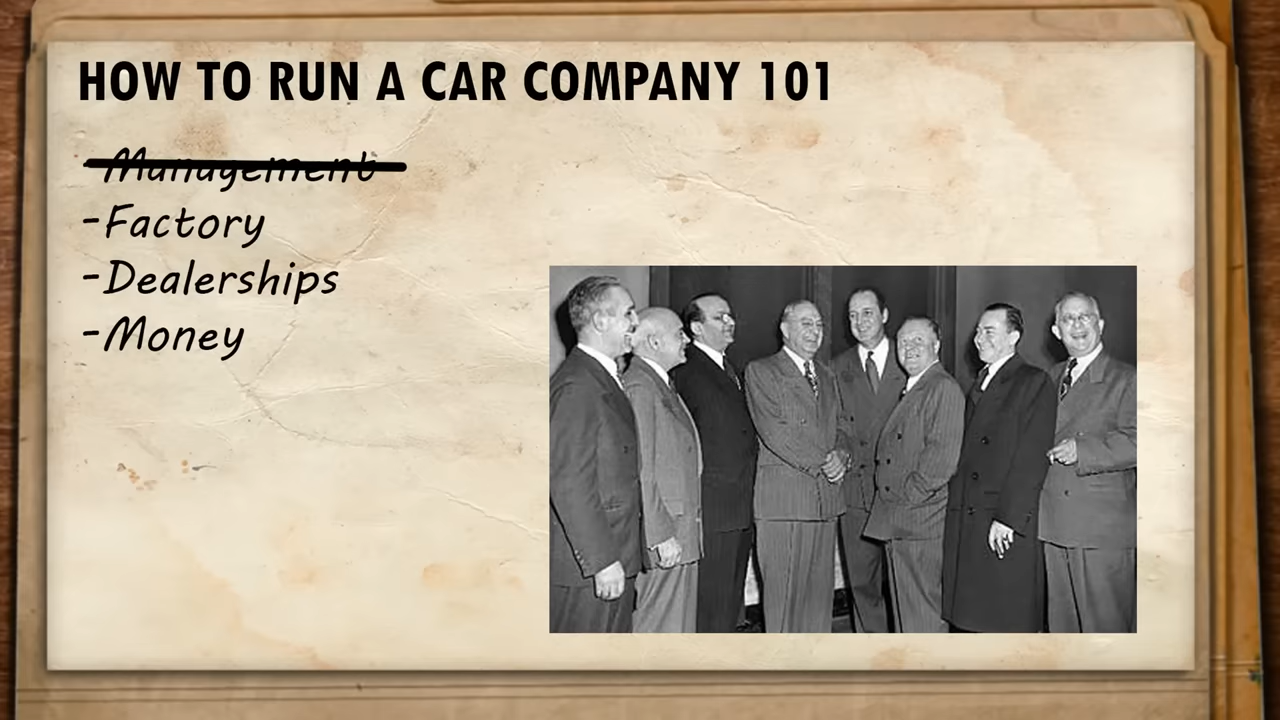 HOW TO RUN A CAR COMPANY 101
-Management
-Factory
-Dealerships
-Money